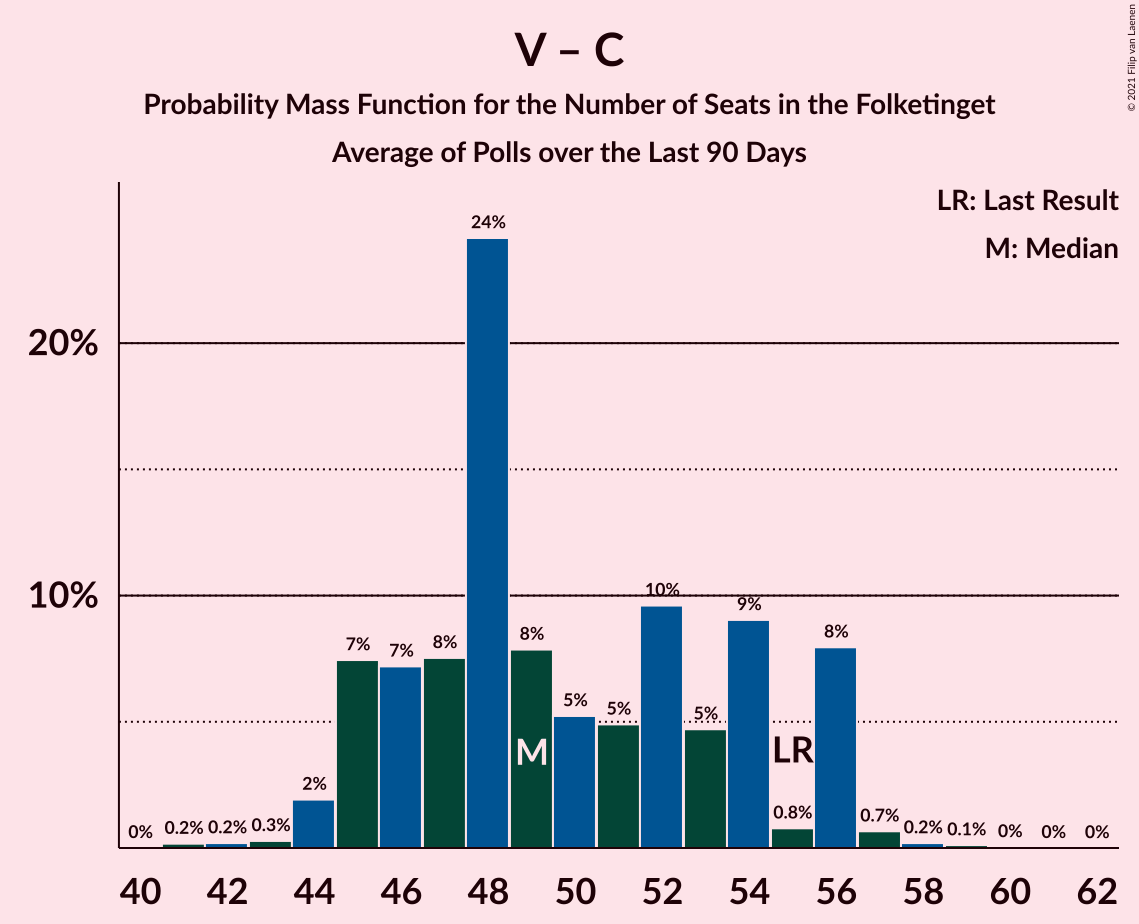 V – C
Probability Mass Function for the Number of Seats in the Folketinget
Average of Polls over the Last 90 Days
© 2021 Filip van Laenen
LR: Last Result
M: Median
20%
10%
0% 0.2% 0.2% 0.3% 2% 7% 7% 8% 24% 8% 5% 5% 10% 5% 9% 0.8% 8% 0.7% 0.2% 0.1% 0% 0% 0%
M LR
40 42 44 46 48 50 52 54 56 58 60 62